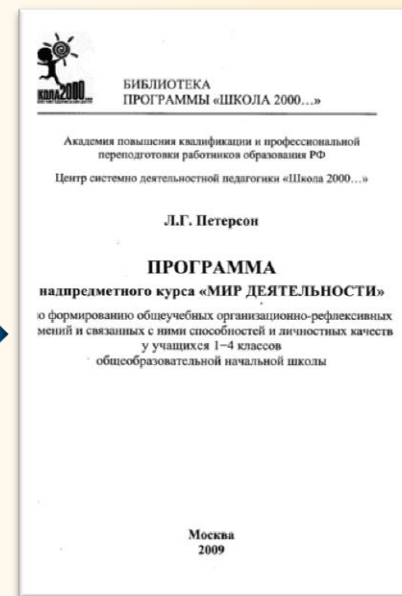 кола2000...
БИБЛИОТЕКА
ПРОГРАММЫ «ШКОЛА 2000...»
Академия повышения квалификации и профессиональной
переподготовки работников образования РФ
Центр системно деятельностной педагогики «Школа 2000...»
Л.Г. Петерсон
ПРОГРАММА
надпредметного курса «МИР ДЕЯТЕЛЬНОСТИ»
о формированию общеучебных организационно-рефлексивных
мений и связанных с ними способностей и личностных качеств
у учащихся 1–4 классов
общеобразовательной начальной школы
Москва
2009